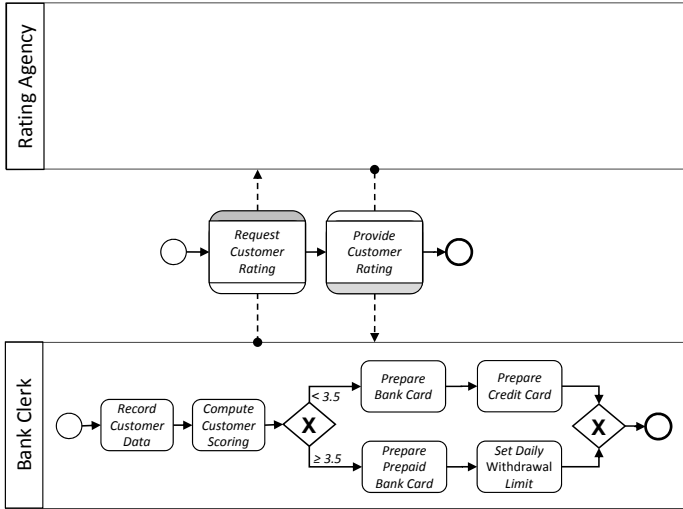 Rating Agency
Request
Customer
Rating
Provide
Customer
Rating
Bank Clerk
Record
Customer
Data
Compute
Customer
Scoring
X
< 3.5
Prepare
Bank Card
Prepare
Credit Card
≥ 3.5
Prepare
Prepaid
Bank Card
Set Daily
Withdrawal
Limit
X